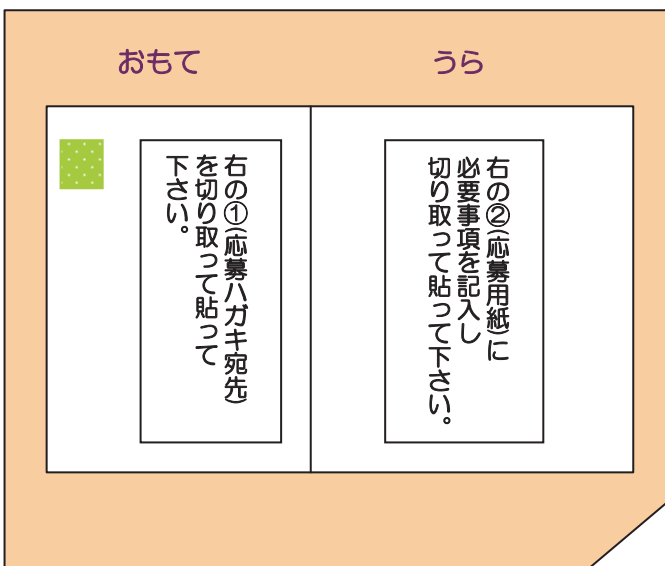 おもて
右の①(応募ハガキ宛先)
を切り取って貼って
下さい。
うら
右の②(応募用紙)に
必要事項を記入し
切り取って貼って下さい。